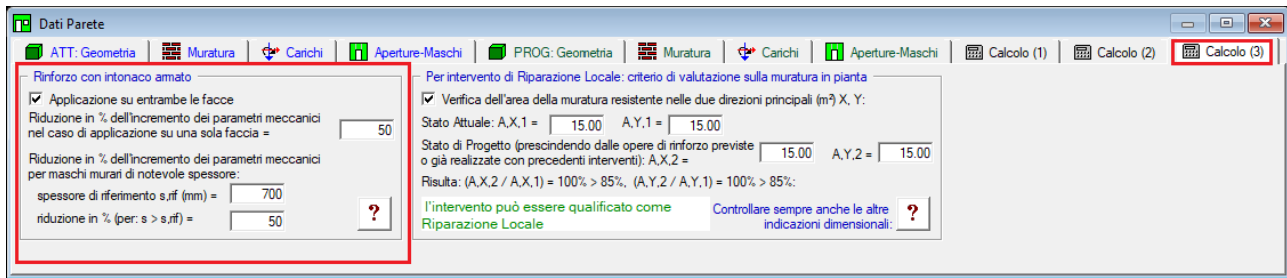 Dati Parete
ATT: Geometria Muratura Carichi Aperture-Maschi PROG: Geometria Muratura Carichi Aperture-Maschi Calcolo (1) Calcolo (2) Calcolo (3)
Rinforzo con intonaco armato
Applicazione su entrambe le facce
Riduzione in % dell'incremento dei parametri meccanici
nel caso di applicazione su una sola faccia = 50
Riduzione in % dell'incremento dei parametri meccanici
per maschi murari di notevole spessore:
spessore di riferimento s,rif (mm) = 700
riduzione in % (per: s > s,rif) = 50
?
Per intervento di Riparazione Locale: criterio di valutazione sulla muratura in pianta
Verifica dell'area della muratura resistente nelle due direzioni principali (m²) X, Y:
Stato Attuale: A,X,1 = 15.00 A,Y,1 = 15.00
Stato di Progetto (prescindendo dalle opere di rinforzo previste
o già realizzate con precedenti interventi): A,X,2 = 15.00 A,Y,2 = 15.00
Risulta: (A,X,2 / A,X,1) = 100% > 85%, (A,Y,2 / A,Y,1) = 100% > 85%:
l'intervento può essere qualificato come
Riparazione Locale
Controllare sempre anche le altre
indicazioni dimensionali:
?